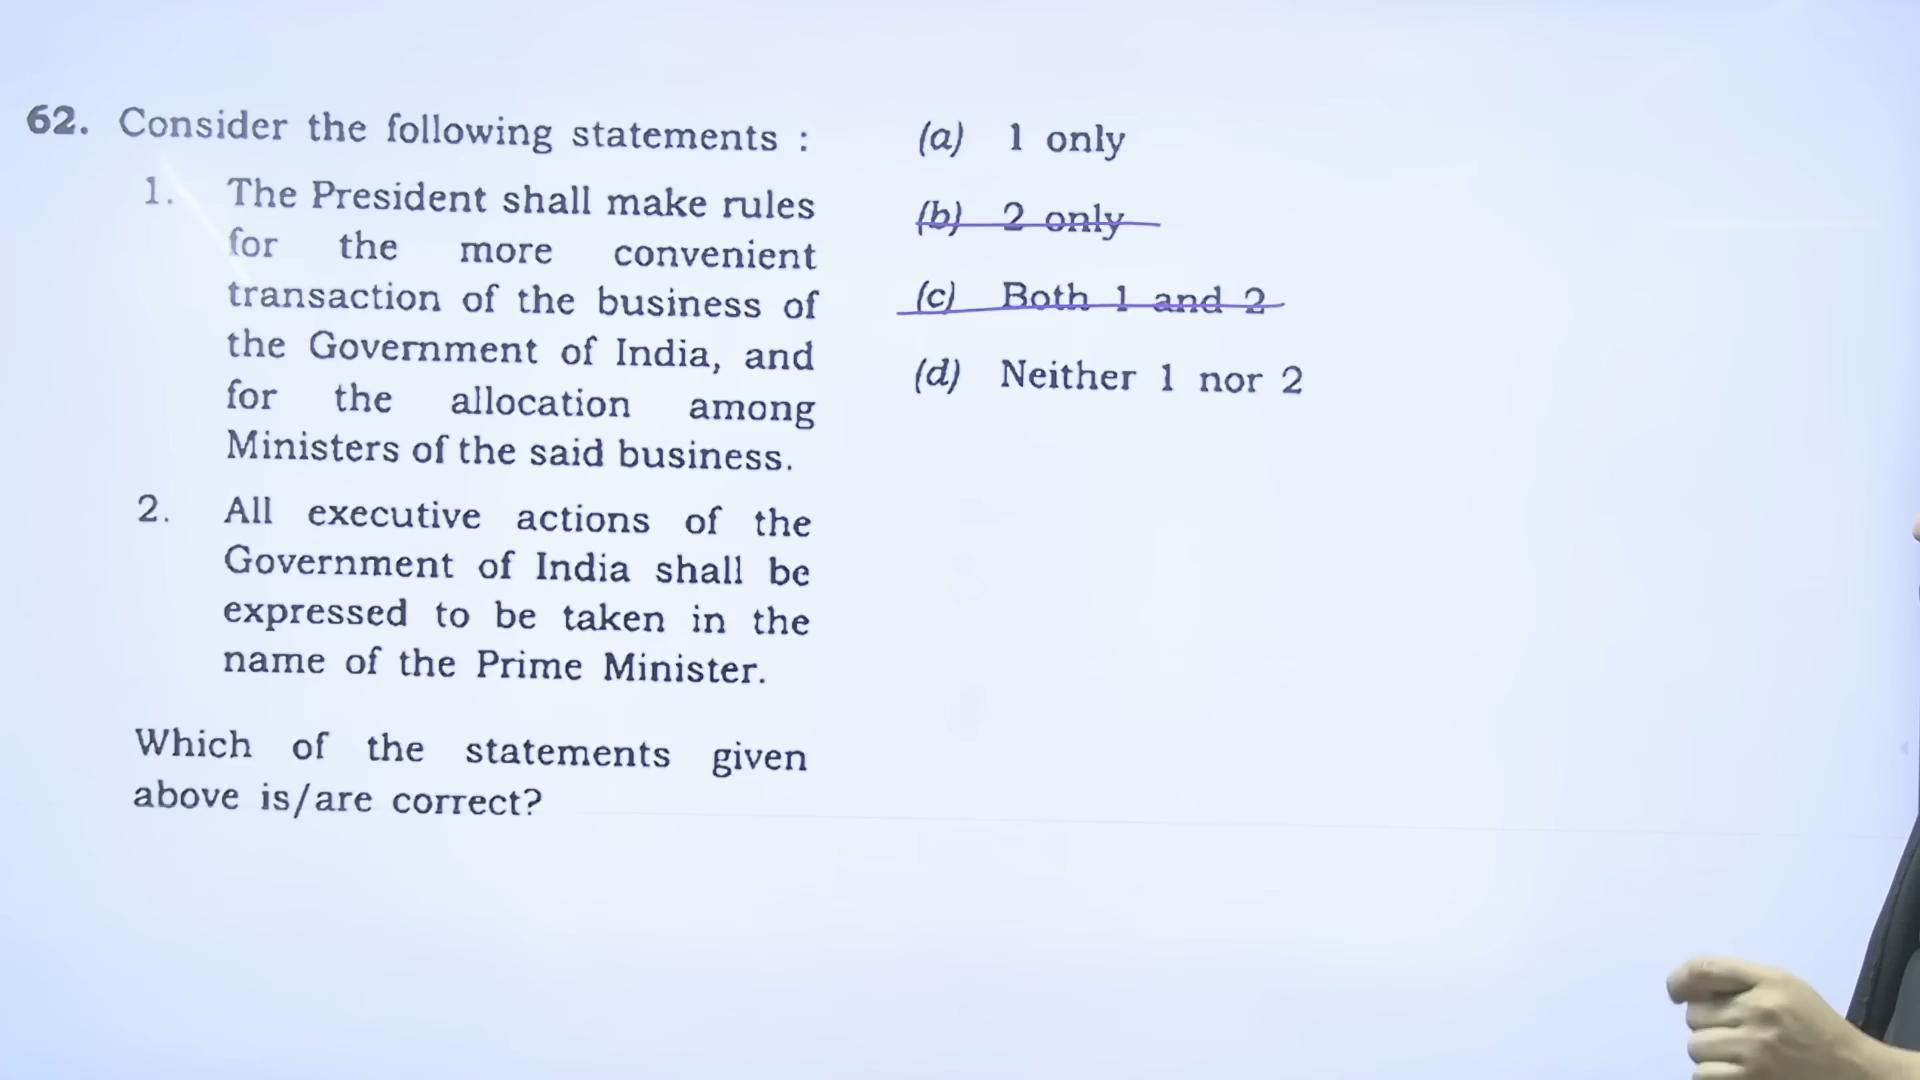 62. Consider the following statements :
1. The President shall make rules
for the more convenient
transaction of the business of
the Government of India, and
for the allocation among
Ministers of the said business.
2. All executive actions of the
Government of India shall be
expressed to be taken in the
name of the Prime Minister.
Which of the statements given
above is/are correct?
(a) 1 only
(b) 2 only
(c) Both 1 and 2
(d) Neither 1 nor 2